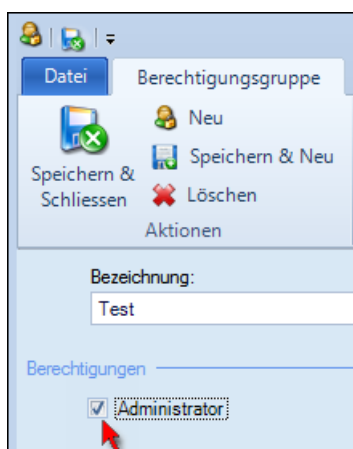 Datei Berechtigungsgruppe
Neu
Speichern & Neu
Speichern &
Schliessen
Löschen
Aktionen
Bezeichnung:
Test
Berechtigungen
Administrator